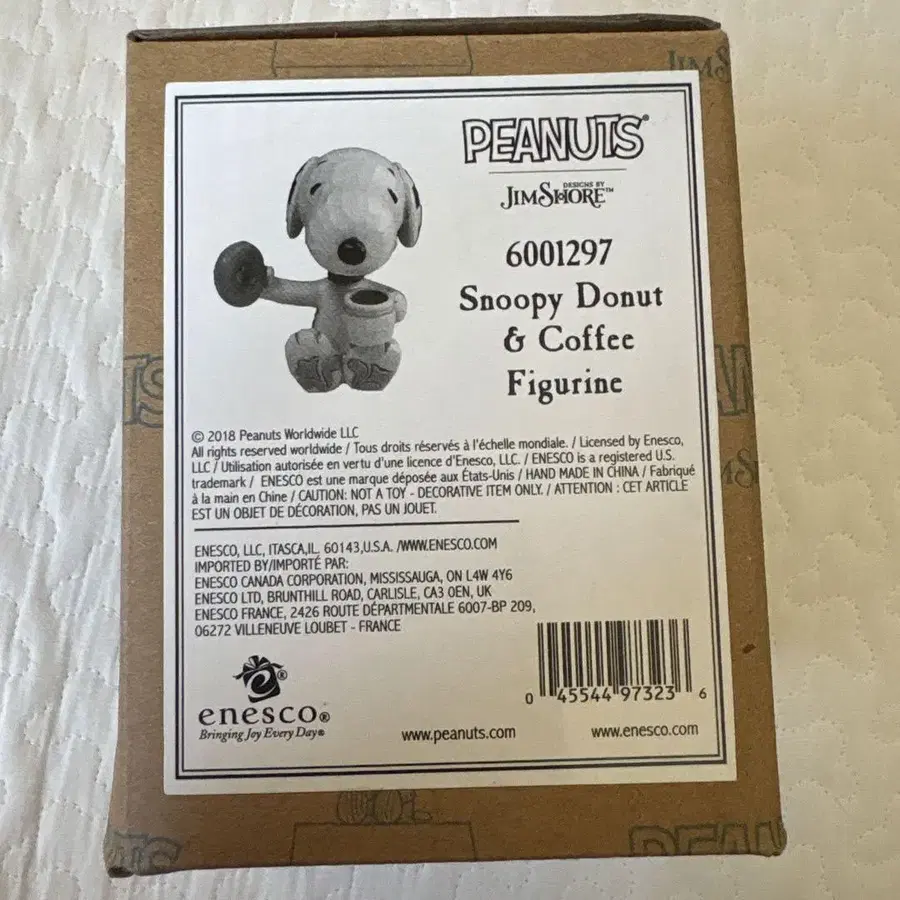 JIMS
PEANUTS®
DESIGNS BY
JIMSHORE™
6001297
Snoopy Donut
& Coffee
Figurine
© 2018 Peanuts Worldwide LLC
All rights reserved worldwide / Tous droits réservés à l'échelle mondiale. / Licensed by Enesco,
LLC / Utilisation autorisée en vertu d'une licence d'Enesco, LLC. / ENESCO is a registered U.S.
trademark / ENESCO est une marque déposée aux États-Unis / HAND MADE IN CHINA / Fabriqué
à la main en Chine / CAUTION: NOT A TOY - DECORATIVE ITEM ONLY. / ATTENTION : CET ARTICLE
EST UN OBJET DE DÉCORATION, PAS UN JOUET.
ENESCO, LLC, ITASCA,IL, 60143,U.S.A. /WWW.ENESCO.COM
IMPORTED BY/IMPORTÉ PAR:
ENESCO CANADA CORPORATION, MISSISSAUGA, ON L4W 4Y6
ENESCO LTD, BRUNTHILL ROAD, CARLISLE, CA3 0EN, UK
ENESCO FRANCE, 2426 ROUTE DÉPARTMENTALE 6007-BP 209,
06272 VILLENEUVE LOUBET - FRANCE
0 45544 97323 6
enesco®
Bringing Joy Every Day®
www.peanuts.com
www.enesco.com